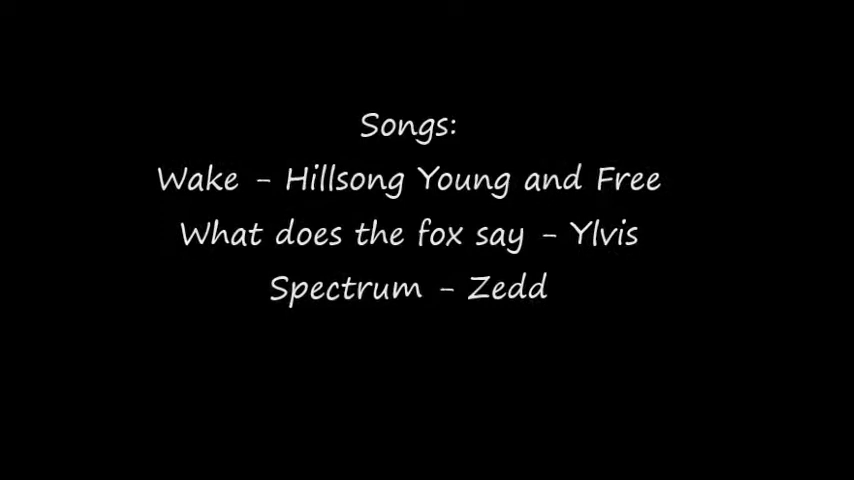 Songs:
Wake - Hillsong Young and Free
What does the fox say - Ylvis
Spectrum - Zedd